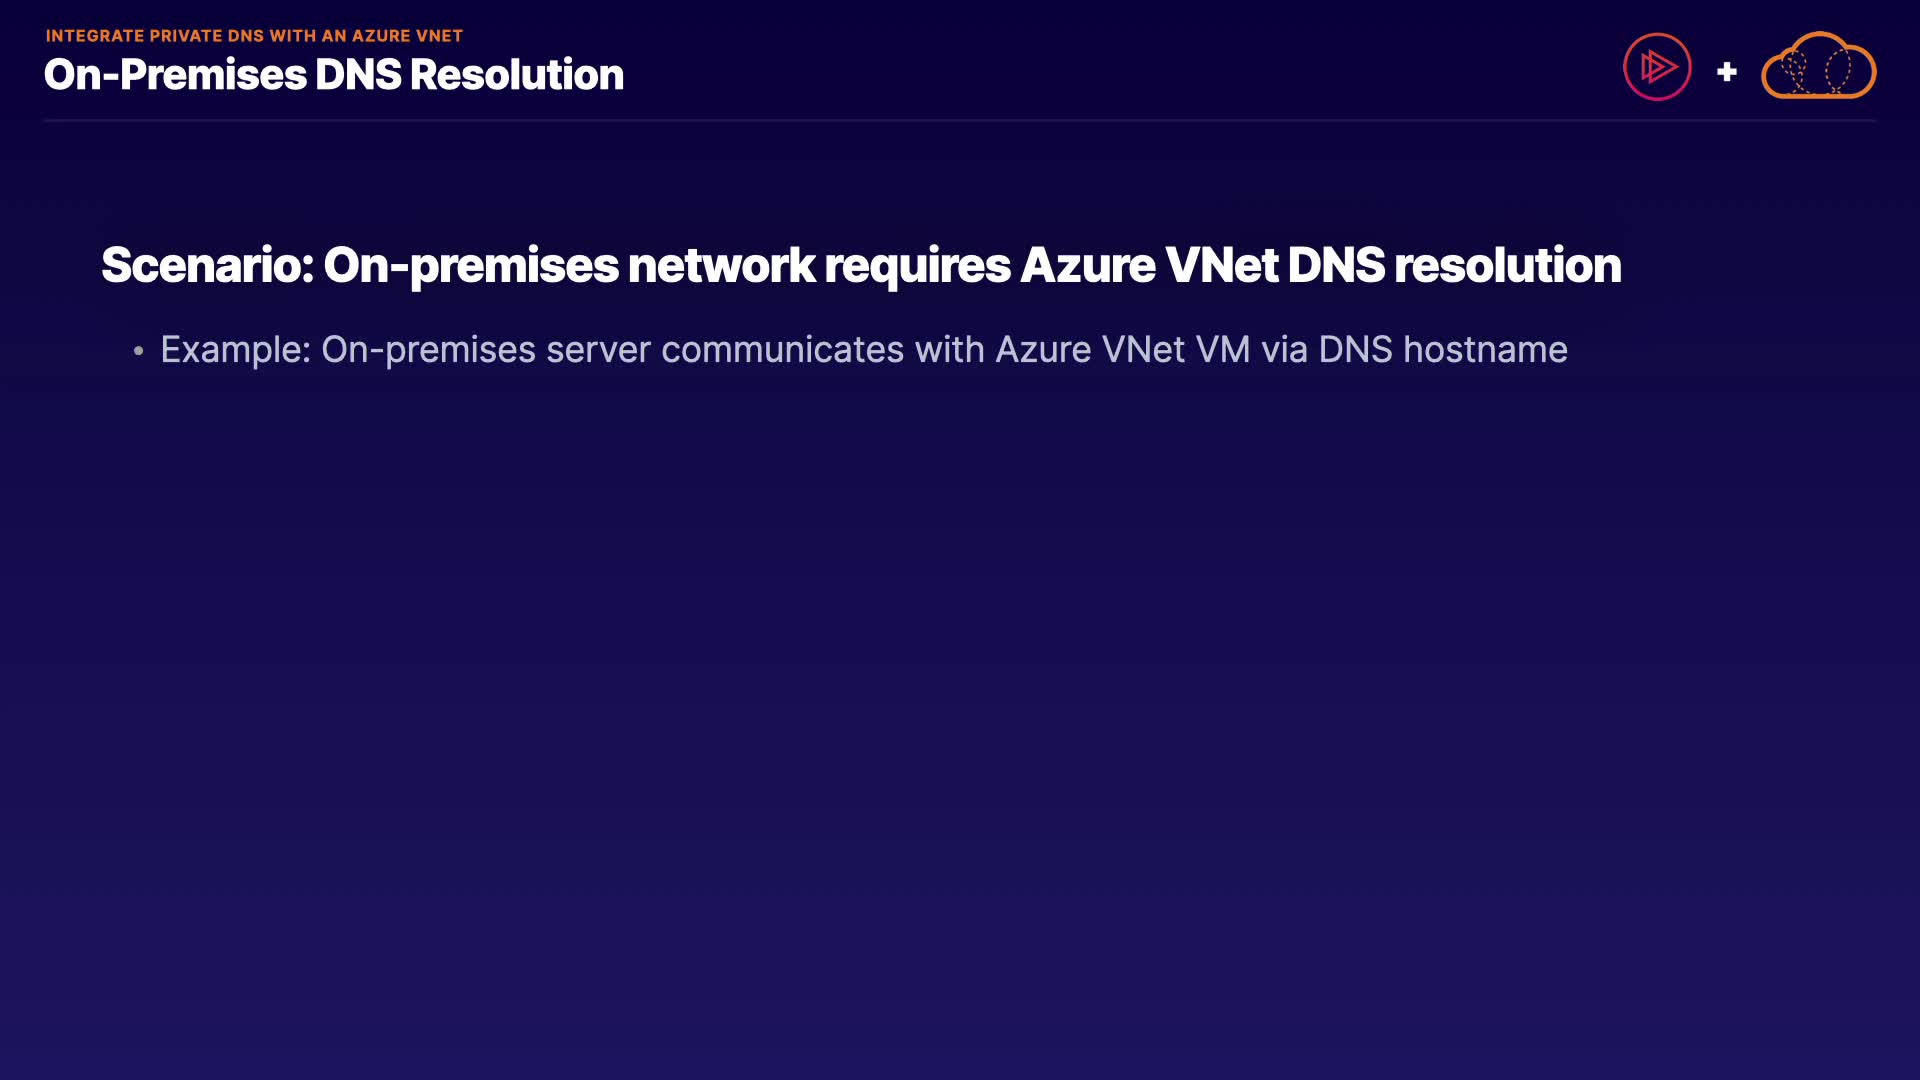 INTEGRATE PRIVATE DNS WITH AN AZURE VNET
On-Premises DNS Resolution
+
Scenario: On-premises network requires Azure VNet DNS resolution
• Example: On-premises server communicates with Azure VNet VM via DNS hostname